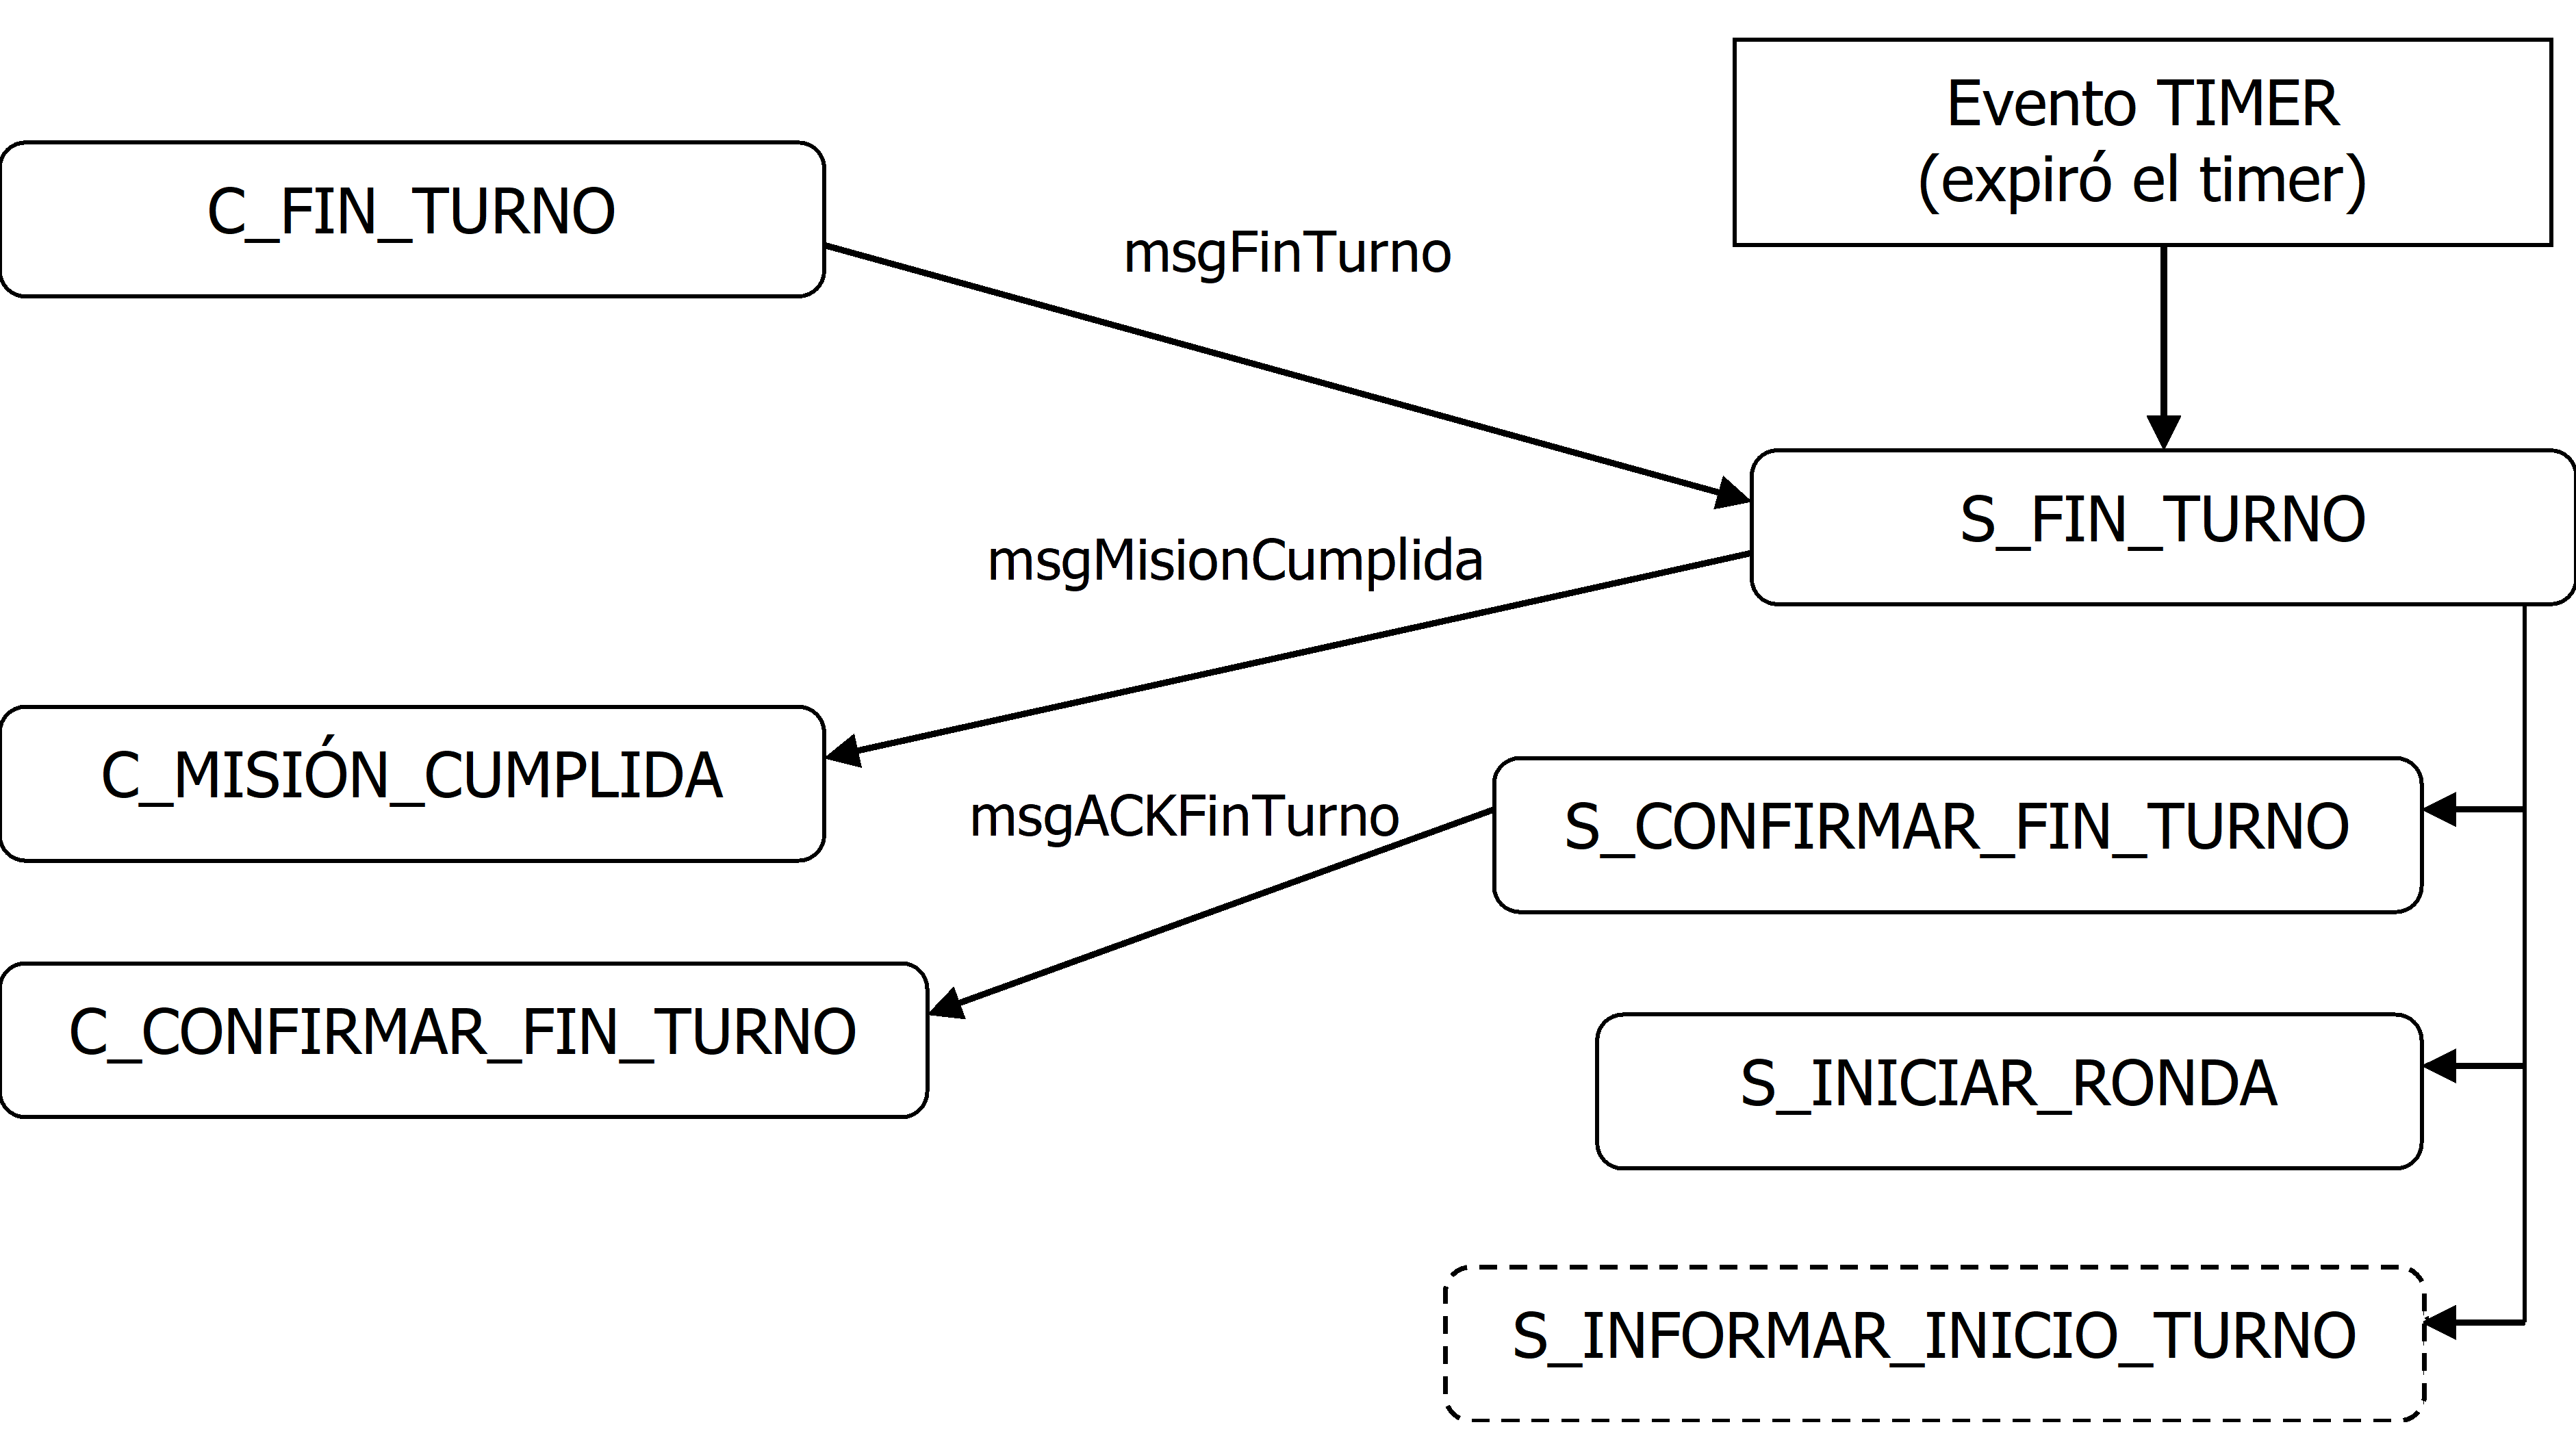 Evento TIMER
(expiró el timer)
C_FIN_TURNO
msgFinTurno
S_FIN_TURNO
msgMisionCumplida
C_MISIÓN_CUMPLIDA
msgACKFinTurno
S_CONFIRMAR_FIN_TURNO
C_CONFIRMAR_FIN_TURNO
S_INICIAR_RONDA
S_INFORMAR_INICIO_TURNO